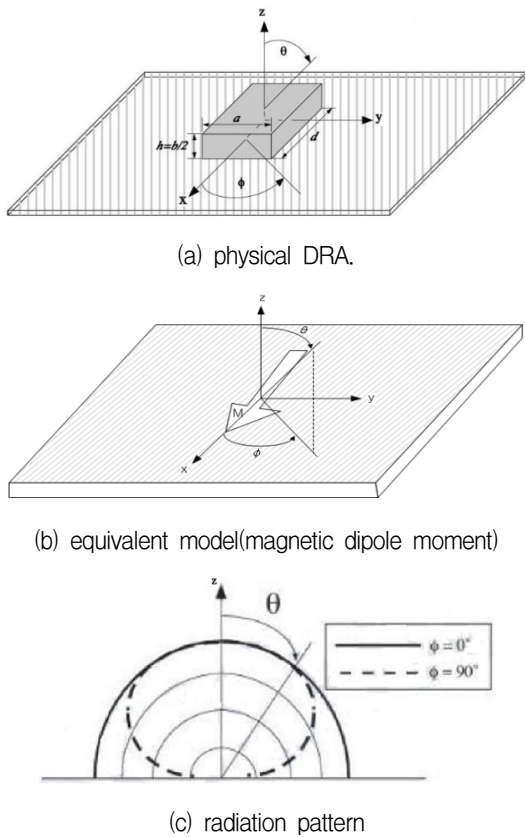 z
θ
a
y
h=b/2
d
x
ϕ
(a) physical DRA.
z
θ
M
y
x
ϕ
(b) equivalent model(magnetic dipole moment)
z
θ
ϕ = 0°
ϕ = 90°
(c) radiation pattern